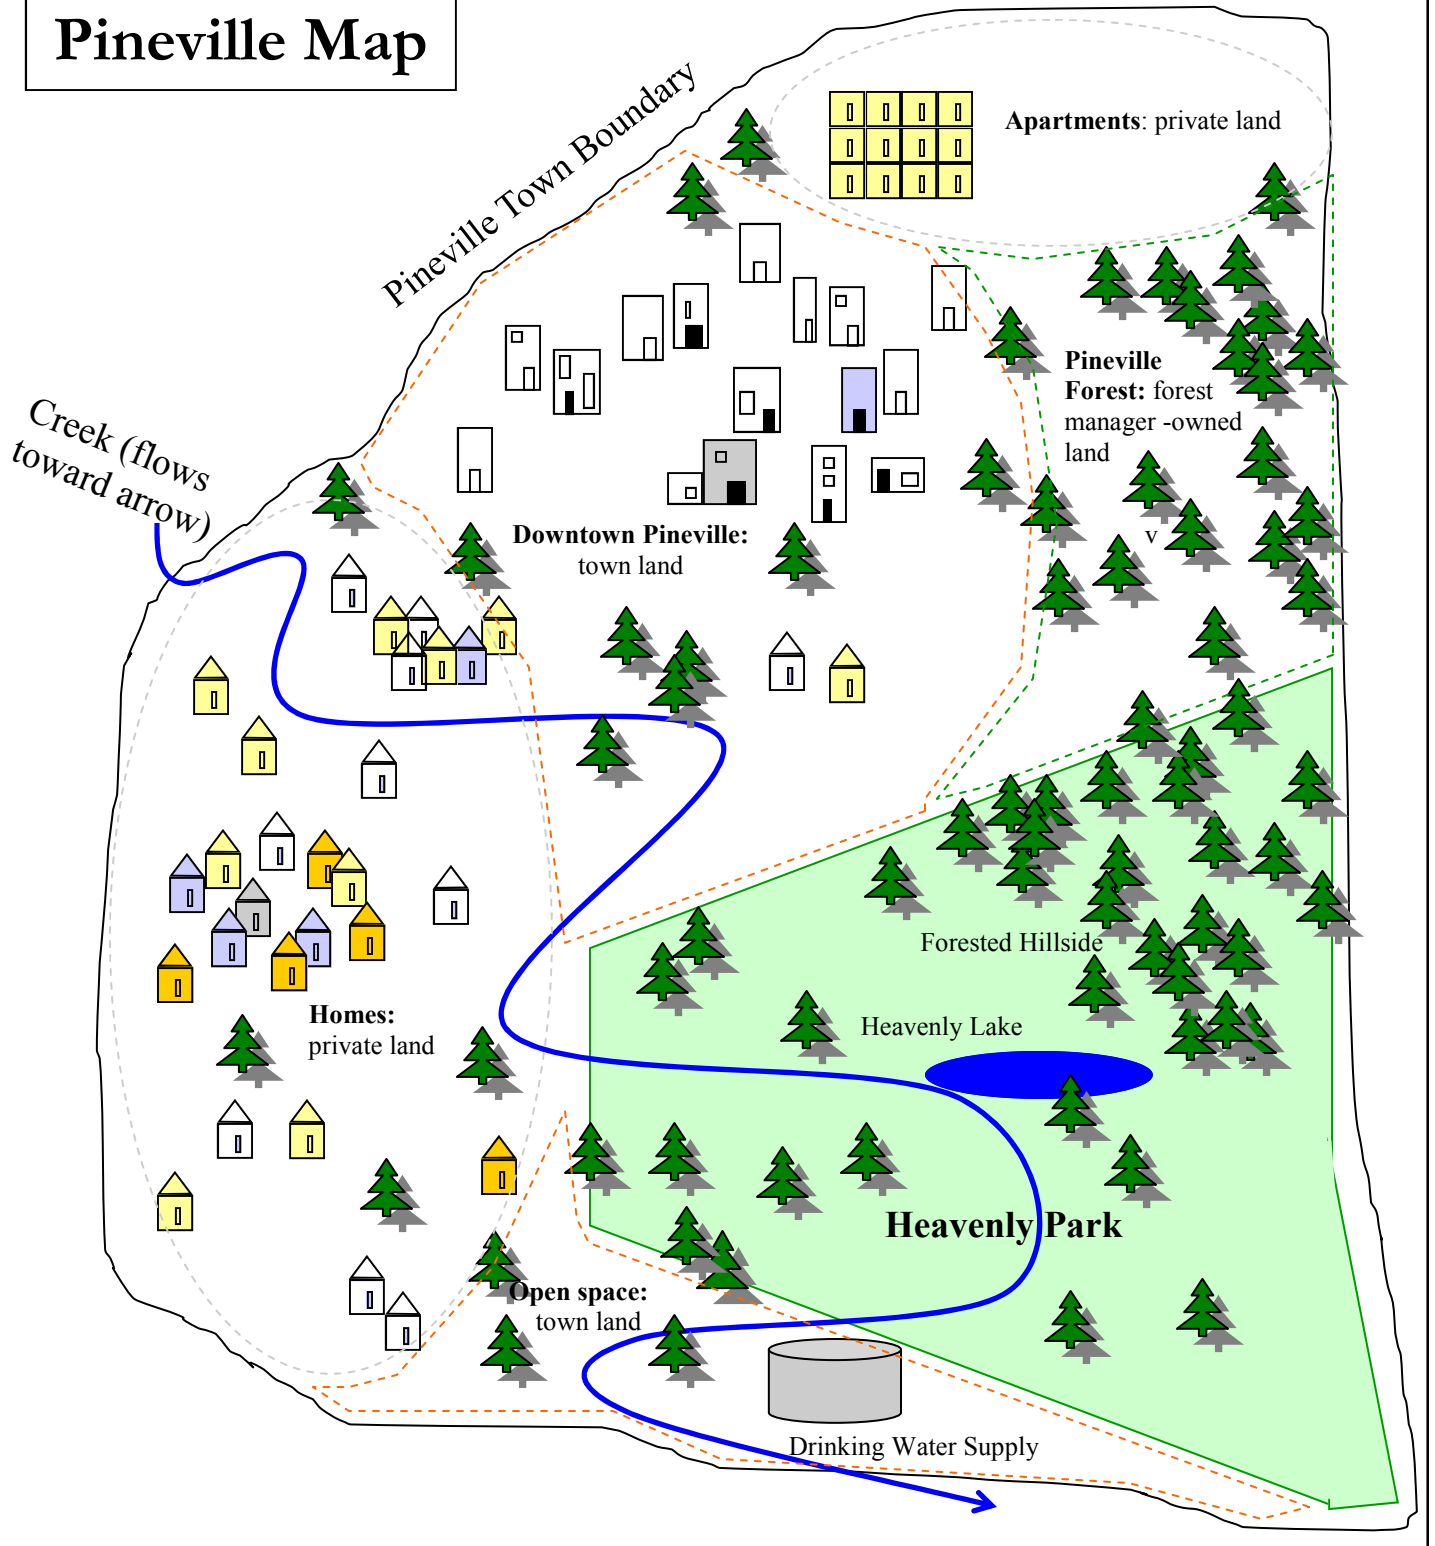 Pineville Map
Pineville Town Boundary
Apartments: private land
Creek (flows
toward arrow)
Pineville
Forest: forest
manager -owned
land
v
Downtown Pineville:
town land
Forested Hillside
Homes:
private land
Heavenly Lake
Heavenly Park
Open space:
town land
Drinking Water Supply